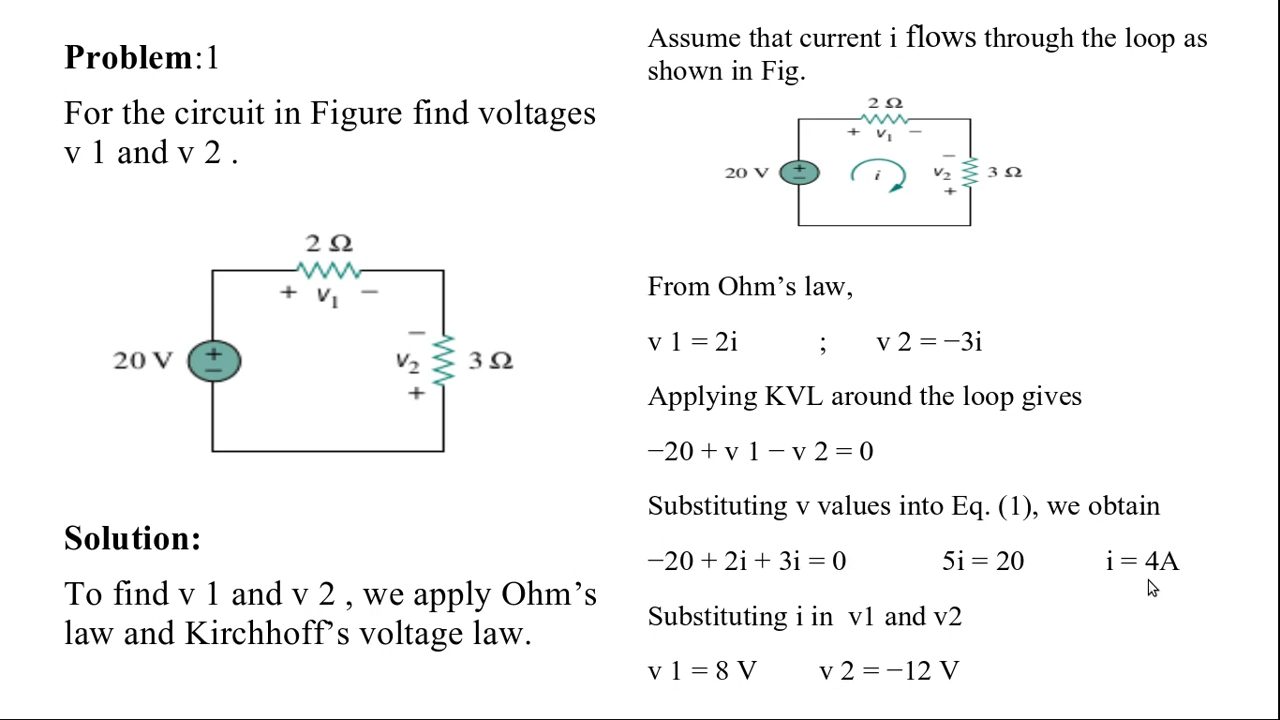 Problem:1
For the circuit in Figure find voltages
v 1 and v 2 .
2 Ω
+ v₁ −
20 V
+
−
−
v₂
+
3 Ω
Solution:
To find v 1 and v 2 , we apply Ohm’s
law and Kirchhoff’s voltage law.
Assume that current i flows through the loop as
shown in Fig.
2 Ω
+ v₁ −
20 V
+
−
i
−
v₂
+
3 Ω
From Ohm’s law,
v 1 = 2i ; v 2 = −3i
Applying KVL around the loop gives
−20 + v 1 − v 2 = 0
Substituting v values into Eq. (1), we obtain
−20 + 2i + 3i = 0 5i = 20 i = 4A
Substituting i in v1 and v2
v 1 = 8 V v 2 = −12 V